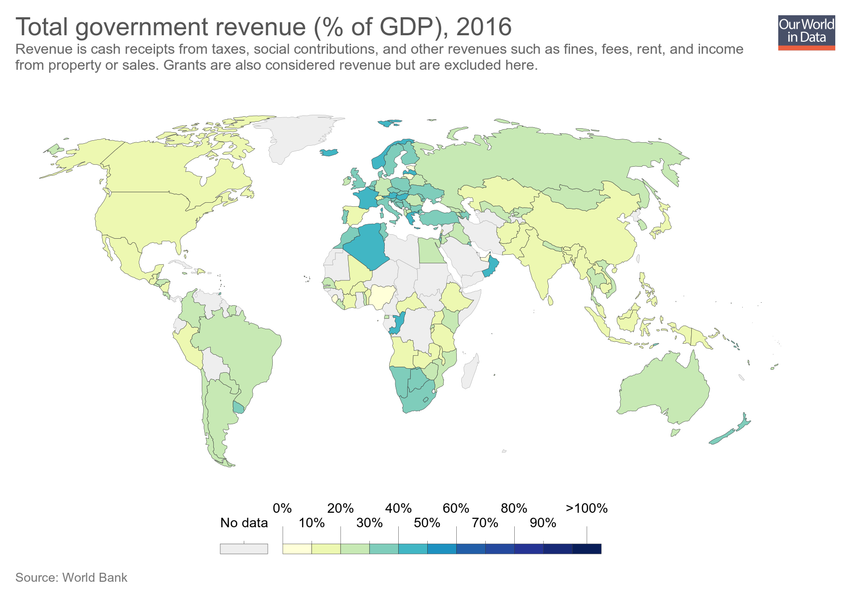 Total government revenue (% of GDP), 2016
Our World
in Data
Revenue is cash receipts from taxes, social contributions, and other revenues such as fines, fees, rent, and income
from property or sales. Grants are also considered revenue but are excluded here.
0% 20% 40% 60% 80% >100%
No data 10% 30% 50% 70% 90%
Source: World Bank